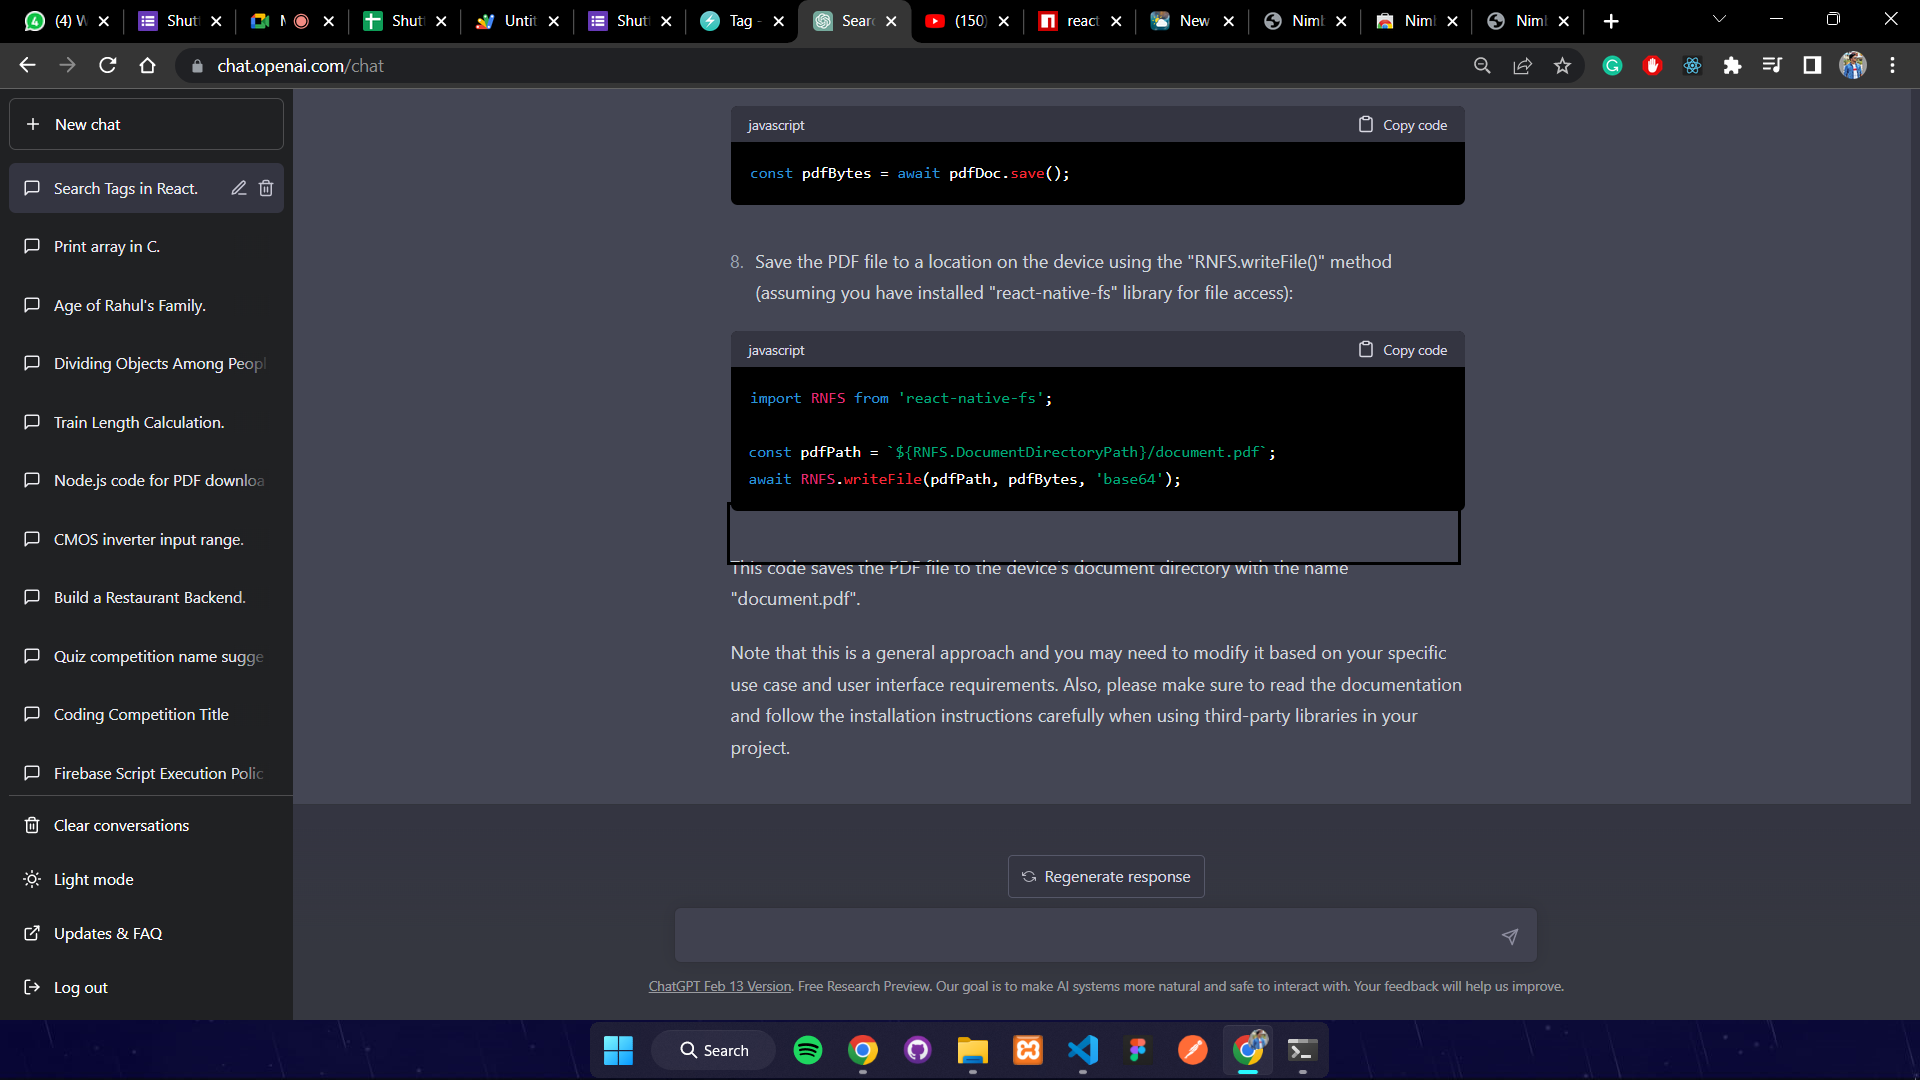 (4) W
Shut
M
Shut
Untit
Shut
Tag -
Sear
(150)
react
New
Nimb
Niml
Niml
chat.openai.com/chat
New chat
Search Tags in React.
Print array in C.
Age of Rahul's Family.
Dividing Objects Among Peopl
Train Length Calculation.
Node.js code for PDF downloa
CMOS inverter input range.
Build a Restaurant Backend.
Quiz competition name sugge
Coding Competition Title
Firebase Script Execution Polic
Clear conversations
Light mode
Updates & FAQ
Log out
javascript Copy code
const pdfBytes = await pdfDoc.save();
8. Save the PDF file to a location on the device using the "RNFS.writeFile()" method
(assuming you have installed "react-native-fs" library for file access):
javascript Copy code
import RNFS from 'react-native-fs';
const pdfPath = `${RNFS.DocumentDirectoryPath}/document.pdf`;
await RNFS.writeFile(pdfPath, pdfBytes, 'base64');
This code saves the PDF file to the device's document directory with the name
"document.pdf".
Note that this is a general approach and you may need to modify it based on your specific
use case and user interface requirements. Also, please make sure to read the documentation
and follow the installation instructions carefully when using third-party libraries in your
project.
Regenerate response
ChatGPT Feb 13 Version. Free Research Preview. Our goal is to make AI systems more natural and safe to interact with. Your feedback will help us improve.
Search